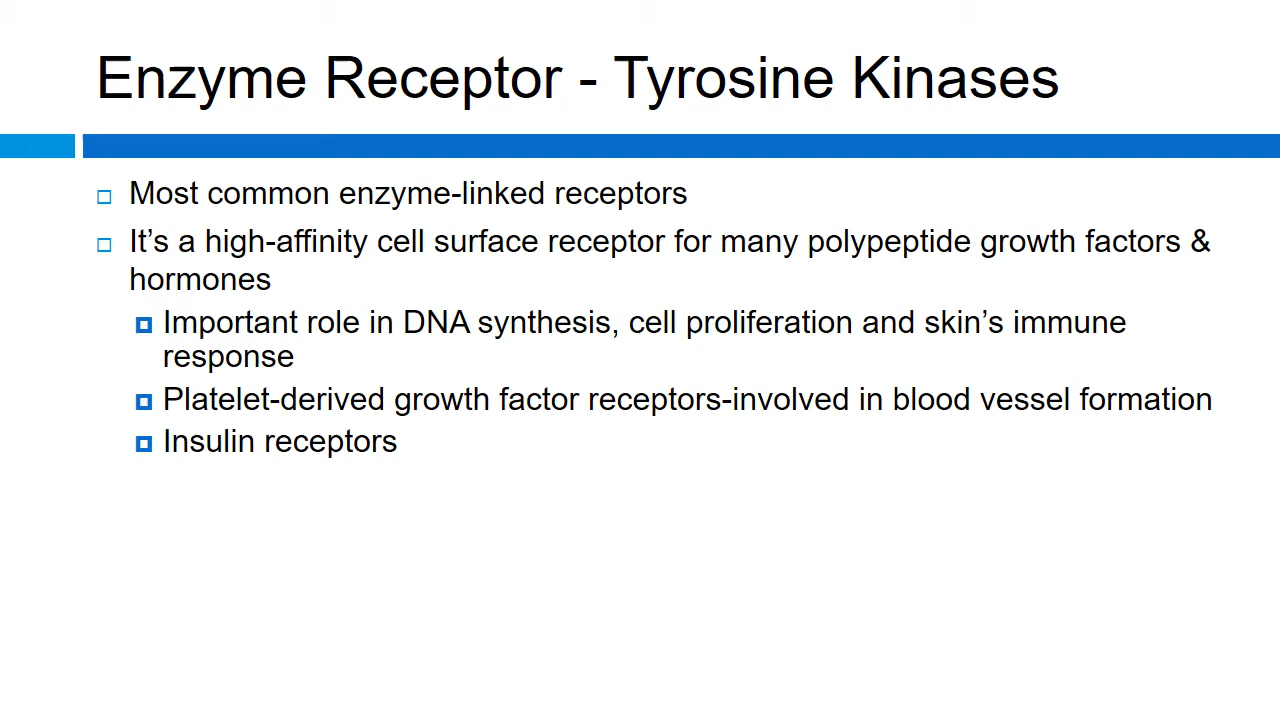 Enzyme Receptor - Tyrosine Kinases
Most common enzyme-linked receptors
It’s a high-affinity cell surface receptor for many polypeptide growth factors &
hormones
Important role in DNA synthesis, cell proliferation and skin’s immune
response
Platelet-derived growth factor receptors-involved in blood vessel formation
Insulin receptors